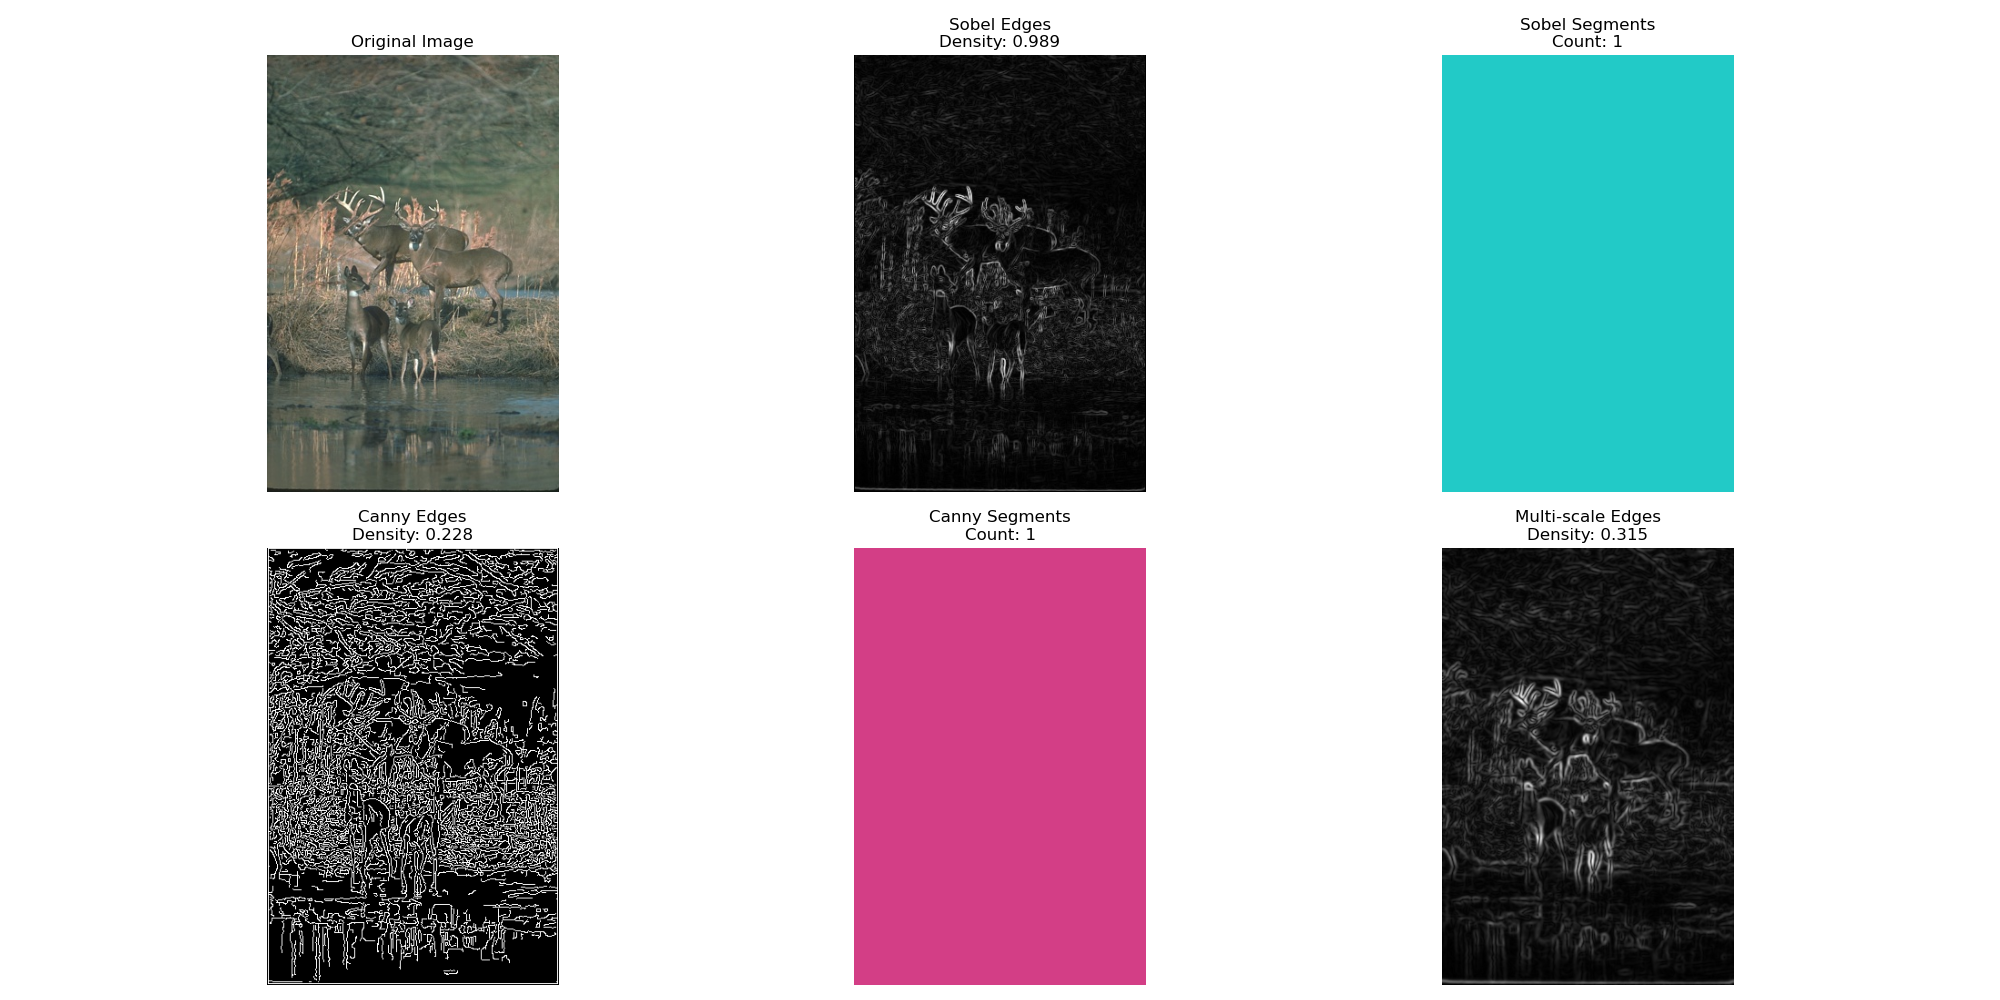 Original Image
Sobel Edges
Density: 0.989
Sobel Segments
Count: 1
Canny Edges
Density: 0.228
Canny Segments
Count: 1
Multi-scale Edges
Density: 0.315